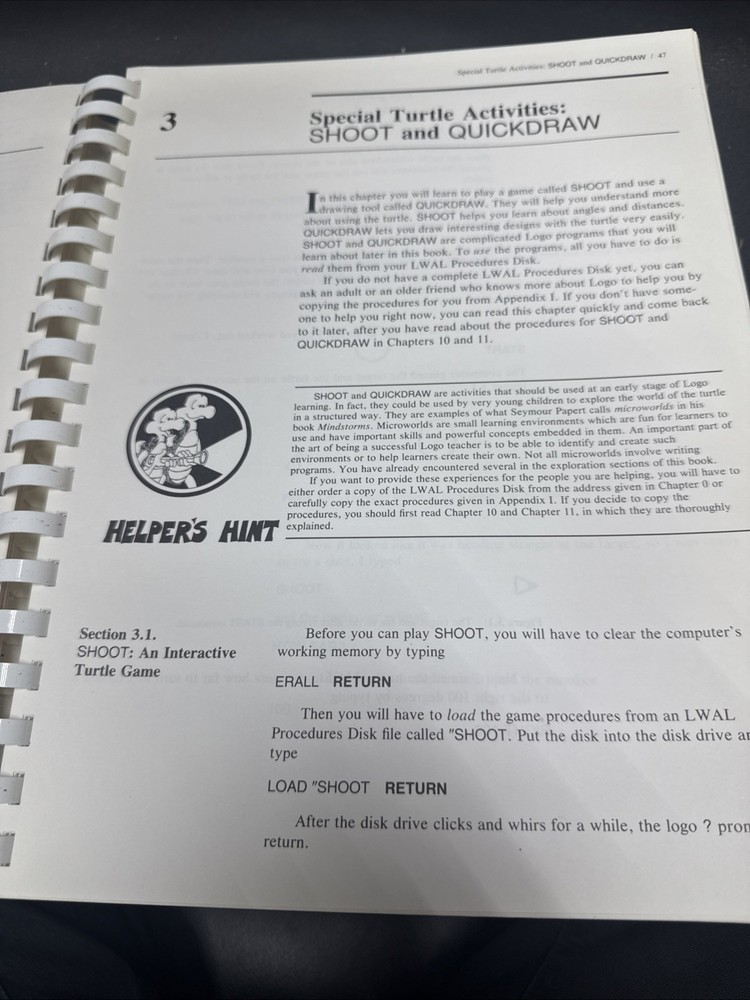 Special Turtle Activities: SHOOT and QUICKDRAW / 47
3
Special Turtle Activities:
SHOOT and QUICKDRAW
In this chapter you will learn to play a game called SHOOT and use a
drawing tool called QUICKDRAW. They will help you understand more
about using the turtle. SHOOT helps you learn about angles and distances.
QUICKDRAW lets you draw interesting designs with the turtle very easily.
SHOOT and QUICKDRAW are complicated Logo programs that you will
learn about later in this book. To use the programs, all you have to do is
read them from your LWAL Procedures Disk.
If you do not have a complete LWAL Procedures Disk yet, you can
ask an adult or an older friend who knows more about Logo to help you by
copying the procedures for you from Appendix I. If you don't have some-
one to help you right now, you can read this chapter quickly and come back
to it later, after you have read about the procedures for SHOOT and
QUICKDRAW in Chapters 10 and 11.
SHOOT and QUICKDRAW are activities that should be used at an early stage of Logo
learning. In fact, they could be used by very young children to explore the world of the turtle
in a structured way. They are examples of what Seymour Papert calls microworlds in his
book Mindstorms. Microworlds are small learning environments which are fun for learners to
use and have important skills and powerful concepts embedded in them. An important part of
the art of being a successful Logo teacher is to be able to identify and create such
environments or to help learners create their own. Not all microworlds involve writing
programs. You have already encountered several in the exploration sections of this book.
If you want to provide these experiences for the people you are helping, you will have to
either order a copy of the LWAL Procedures Disk from the address given in Chapter 0 or
carefully copy the exact procedures given in Appendix I. If you decide to copy the
procedures, you should first read Chapter 10 and Chapter 11, in which they are thoroughly
explained.
HELPER'S HINT
Section 3.1.
SHOOT: An Interactive
Turtle Game
Before you can play SHOOT, you will have to clear the computer's
working memory by typing
ERALL RETURN
Then you will have to load the game procedures from an LWAL
Procedures Disk file called "SHOOT. Put the disk into the disk drive
type
LOAD "SHOOT RETURN
After the disk drive clicks and whirs for a while, the logo ?
return.